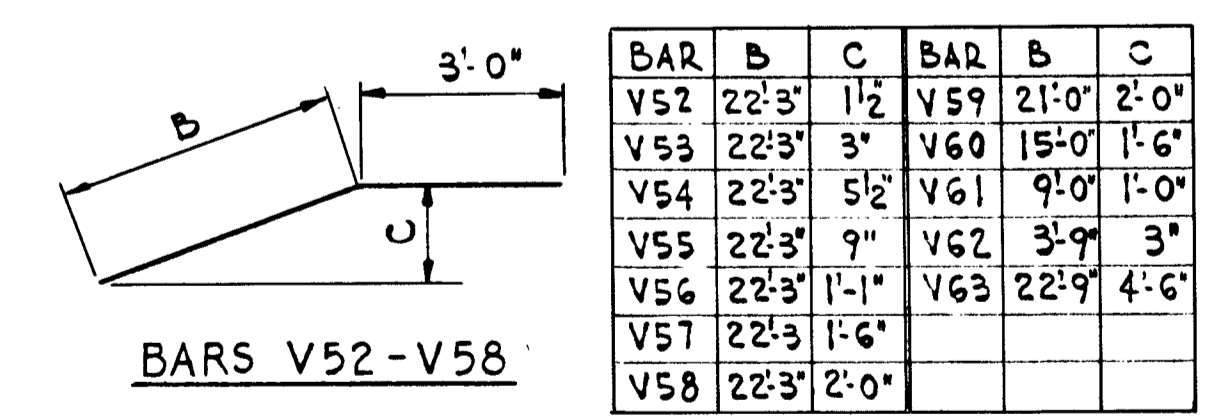 3'-0"
B
C
BARS V52-V58
BAR B C BAR B C
V52 22'-3" 1½" V59 21'-0" 2'-0"
V53 22'-3" 3" V60 15'-0" 1'-6"
V54 22'-3" 5½" V61 9'-0" 1'-0"
V55 22'-3" 9" V62 3'-9" 3"
V56 22'-3" 1'-1" V63 22'-9" 4'-6"
V57 22'-3 1'-6"
V58 22'-3" 2'-0"